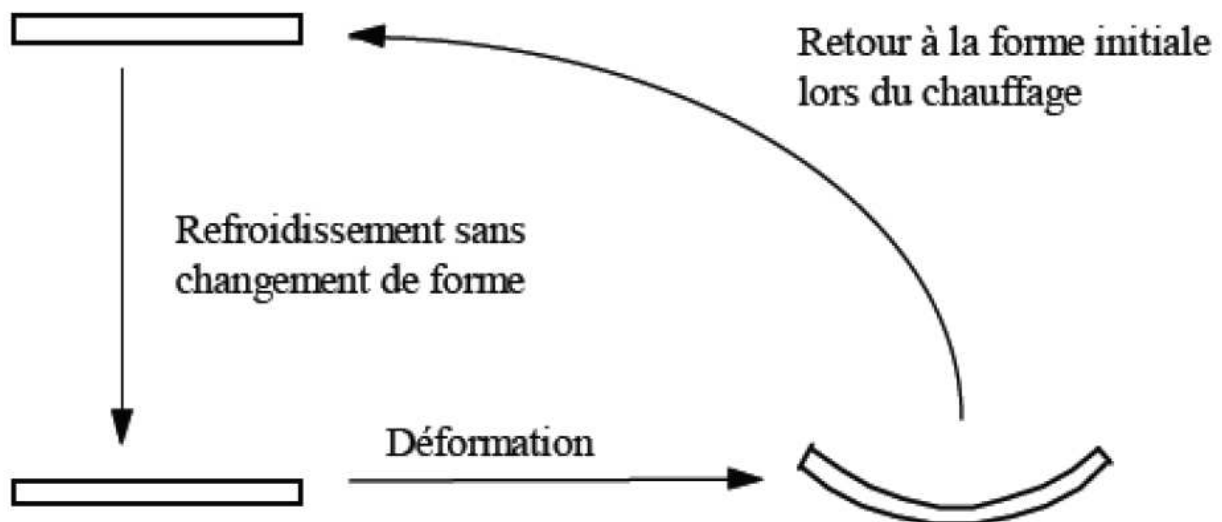 Retour à la forme initiale
lors du chauffage
Refroidissement sans
changement de forme
Déformation